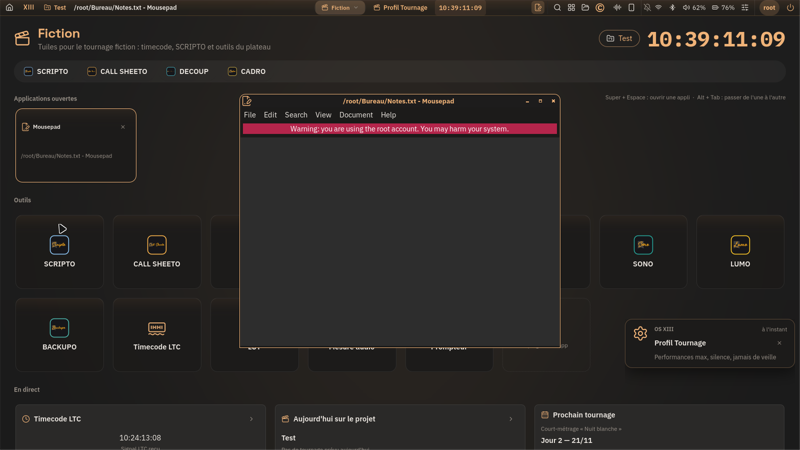 XIII Test /root/Bureau/Notes.txt - Mousepad Fiction Profil Tournage 10:39:11:09 62% 76% root
Fiction
Tuiles pour le tournage fiction : timecode, SCRIPTO et outils du plateau
Test 10:39:11:09
SCRIPTO CALL SHEETO DECOUP CADRO
Applications ouvertes
Super + Espace : ouvrir une appli · Alt + Tab : passer de l'une à l'autre
Mousepad
/root/Bureau/Notes.txt - Mousepad
/root/Bureau/Notes.txt - Mousepad
File Edit Search View Document Help
Warning: you are using the root account. You may harm your system.
Outils
SCRIPTO CALL SHEETO SONO LUMO
BACKUPO Timecode LTC
OS XIII à l'instant
Profil Tournage
Performances max, silence, jamais de veille
En direct
Timecode LTC
10:24:13:08
Aujourd'hui sur le projet
Test
Prochain tournage
Court-métrage « Nuit blanche »
Jour 2 — 21/11